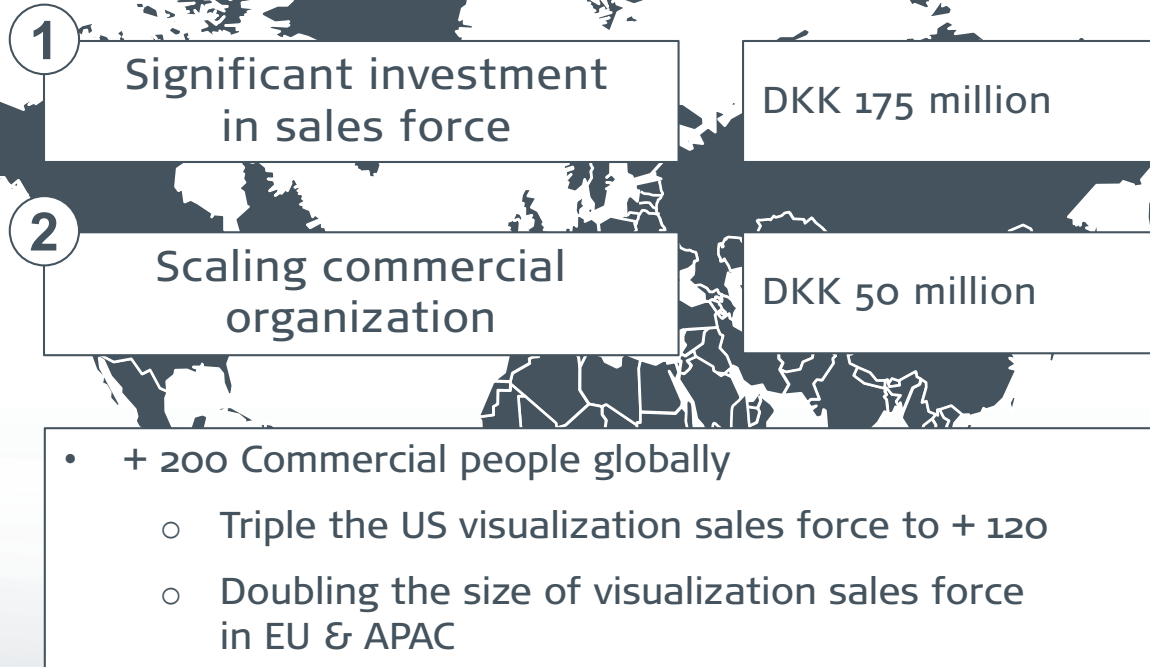 1
Significant investment
in sales force
DKK 175 million
2
Scaling commercial
organization
DKK 50 million
• + 200 Commercial people globally
o Triple the US visualization sales force to + 120
o Doubling the size of visualization sales force
in EU & APAC